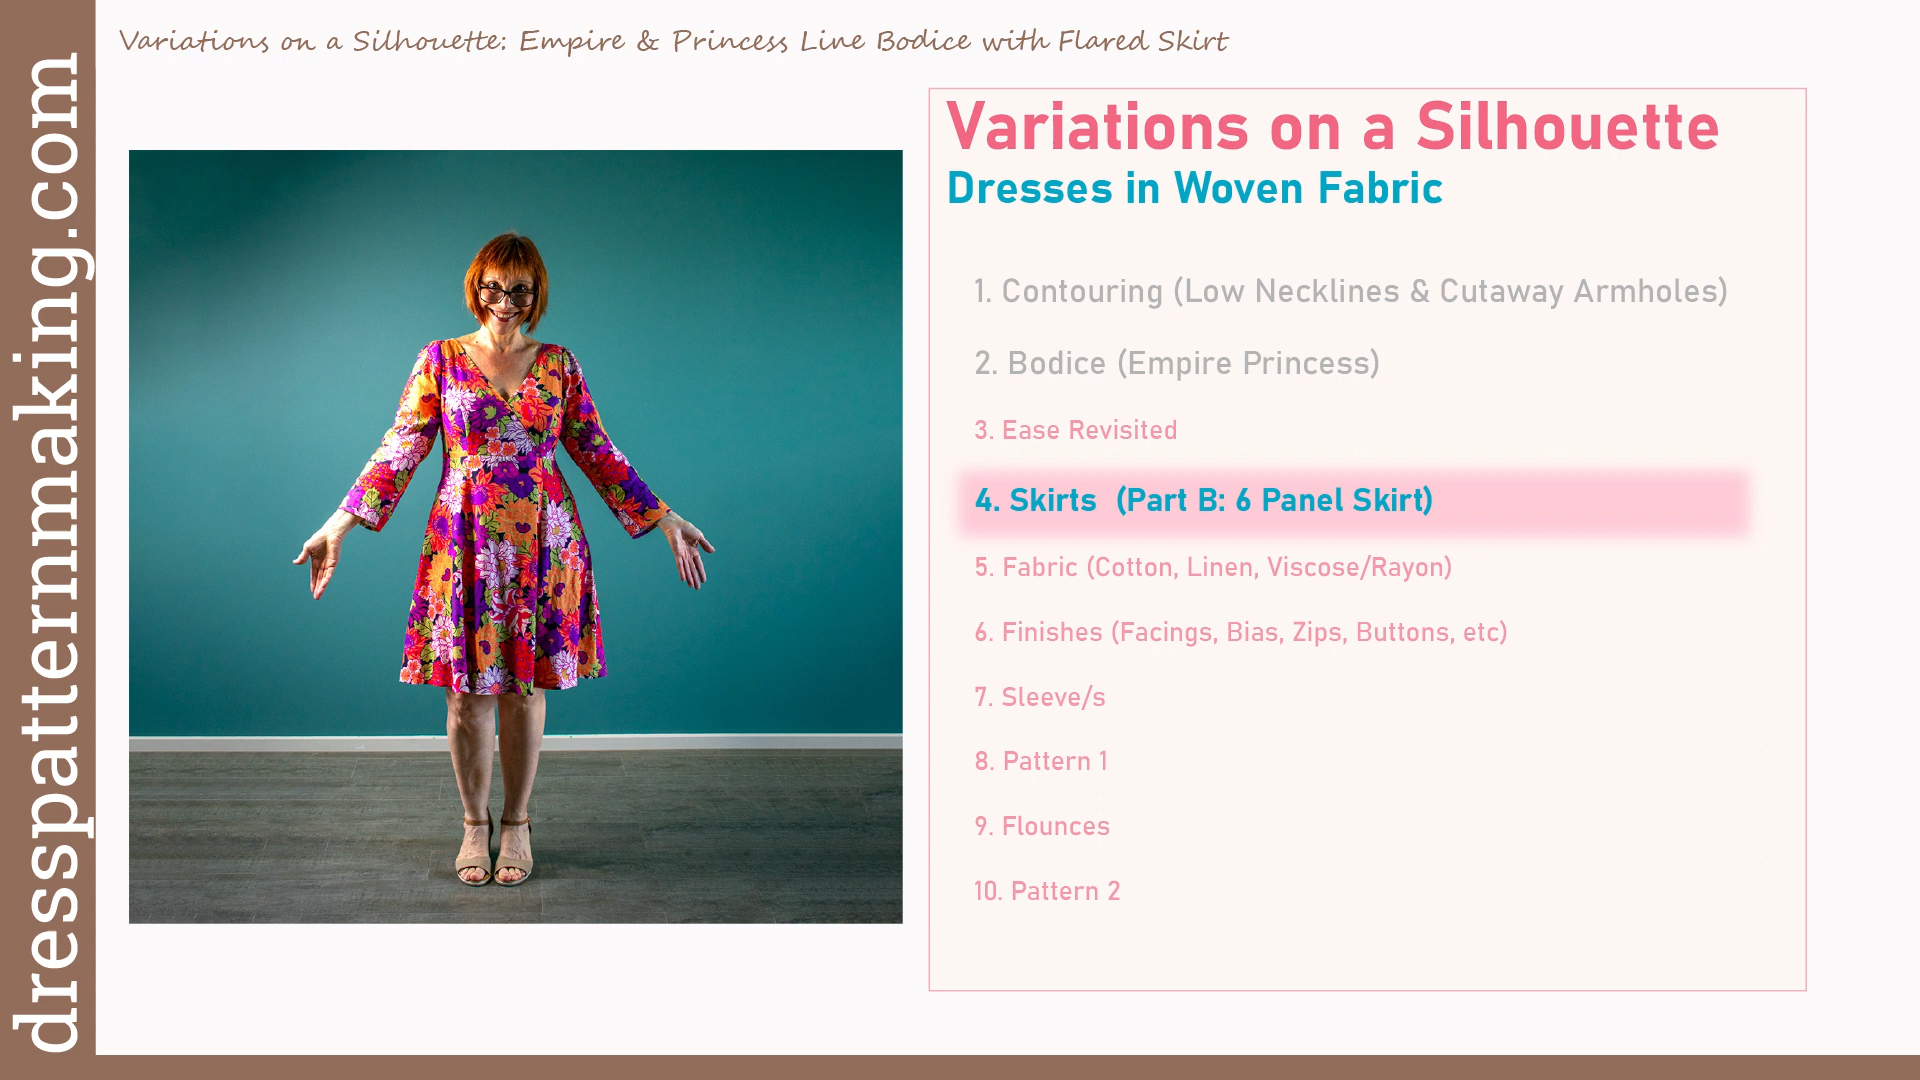 Variations on a Silhouette: Empire & Princess Line Bodice with Flared Skirt
dresspatternmaking.com
Variations on a Silhouette
Dresses in Woven Fabric
1. Contouring (Low Necklines & Cutaway Armholes)
2. Bodice (Empire Princess)
3. Ease Revisited
4. Skirts (Part B: 6 Panel Skirt)
5. Fabric (Cotton, Linen, Viscose/Rayon)
6. Finishes (Facings, Bias, Zips, Buttons, etc)
7. Sleeve/s
8. Pattern 1
9. Flounces
10. Pattern 2